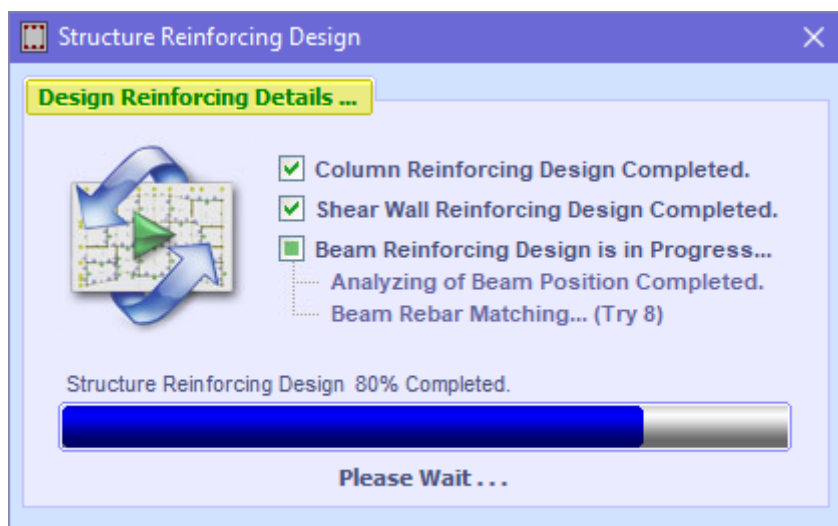 Structure Reinforcing Design
Design Reinforcing Details ...
Column Reinforcing Design Completed.
Shear Wall Reinforcing Design Completed.
Beam Reinforcing Design is in Progress...
Analyzing of Beam Position Completed.
Beam Rebar Matching... (Try 8)
Structure Reinforcing Design 80% Completed.
Please Wait . . .